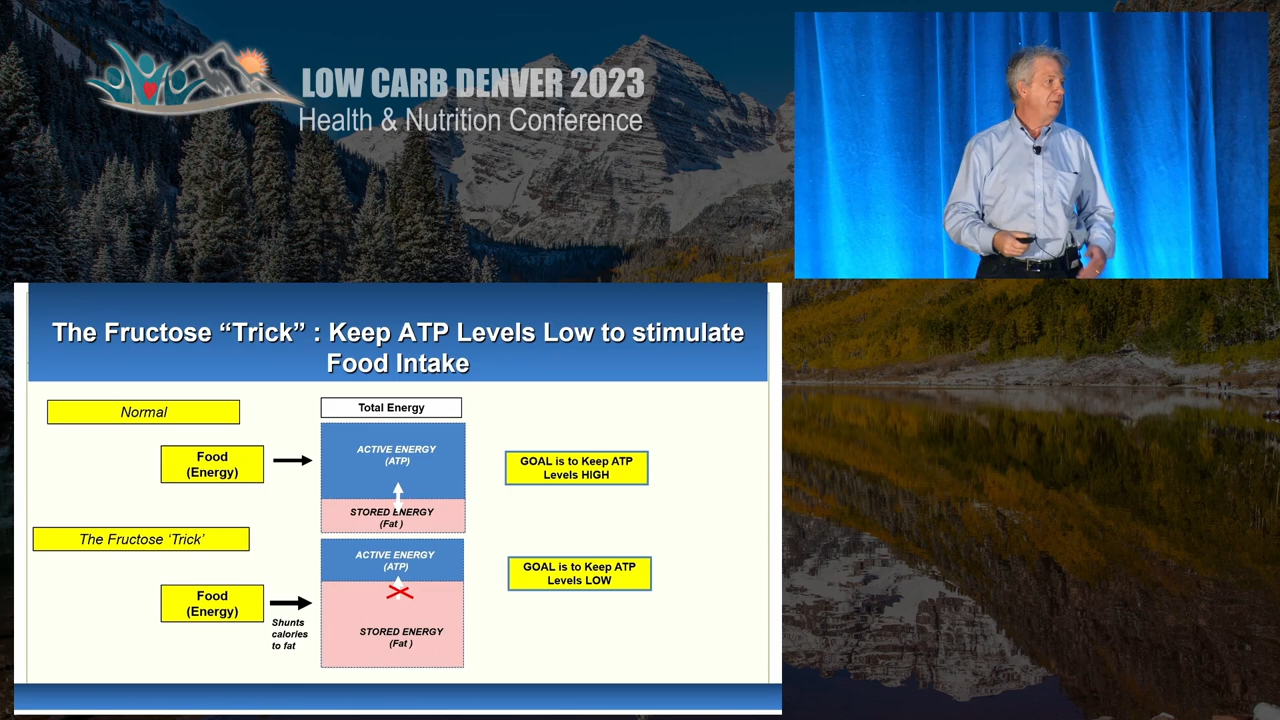 LOW CARB DENVER 2023
Health & Nutrition Conference
The Fructose “Trick” : Keep ATP Levels Low to stimulate
Food Intake
Normal
Total Energy
Food
(Energy)
ACTIVE ENERGY
(ATP)
GOAL is to Keep ATP
Levels HIGH
STORED ENERGY
(Fat )
The Fructose ‘Trick’
ACTIVE ENERGY
(ATP)
GOAL is to Keep ATP
Levels LOW
Food
(Energy)
Shunts
calories
to fat
STORED ENERGY
(Fat )